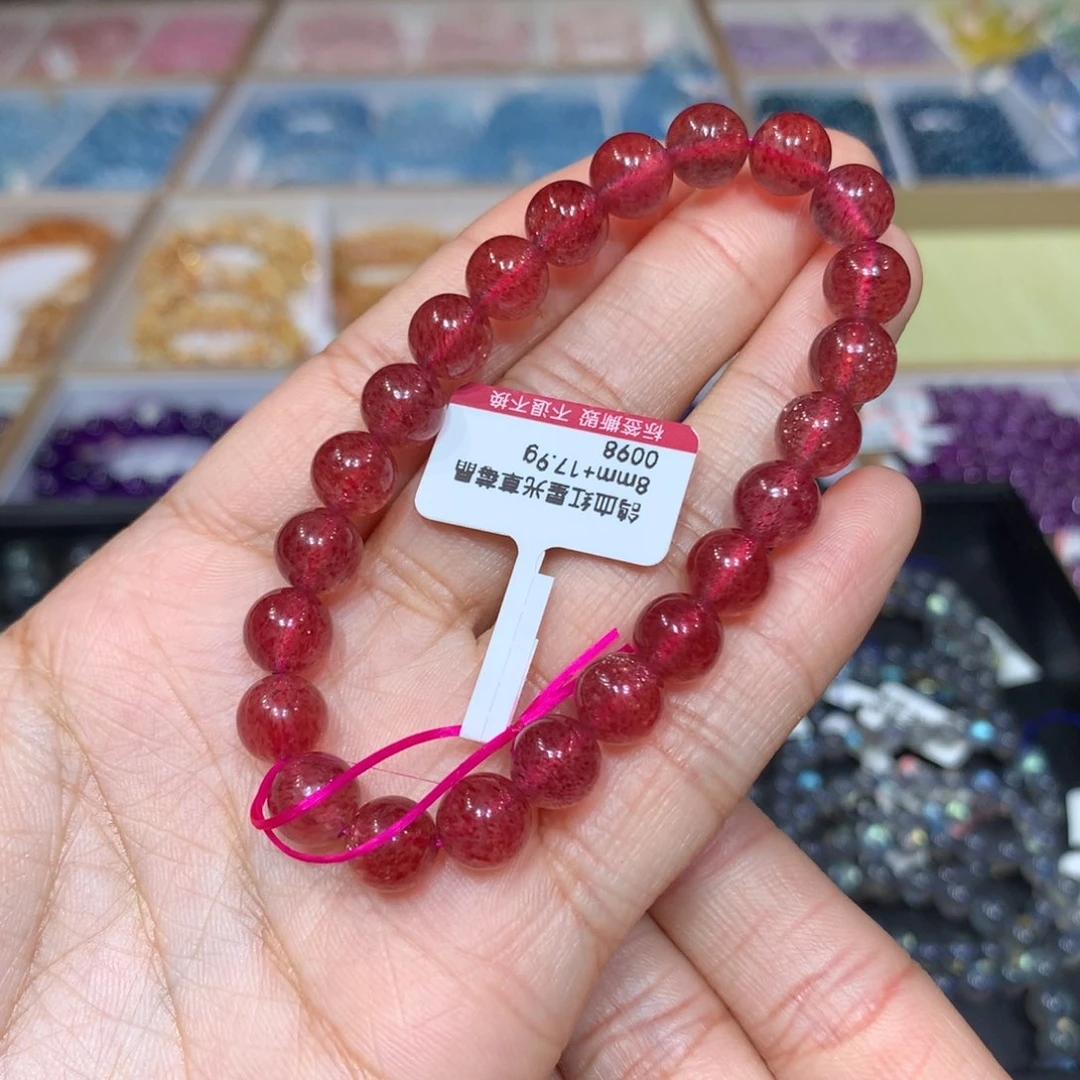 鸽血红星光草莓晶
8mm+17.9g
0098
标签撕毁 不退不换